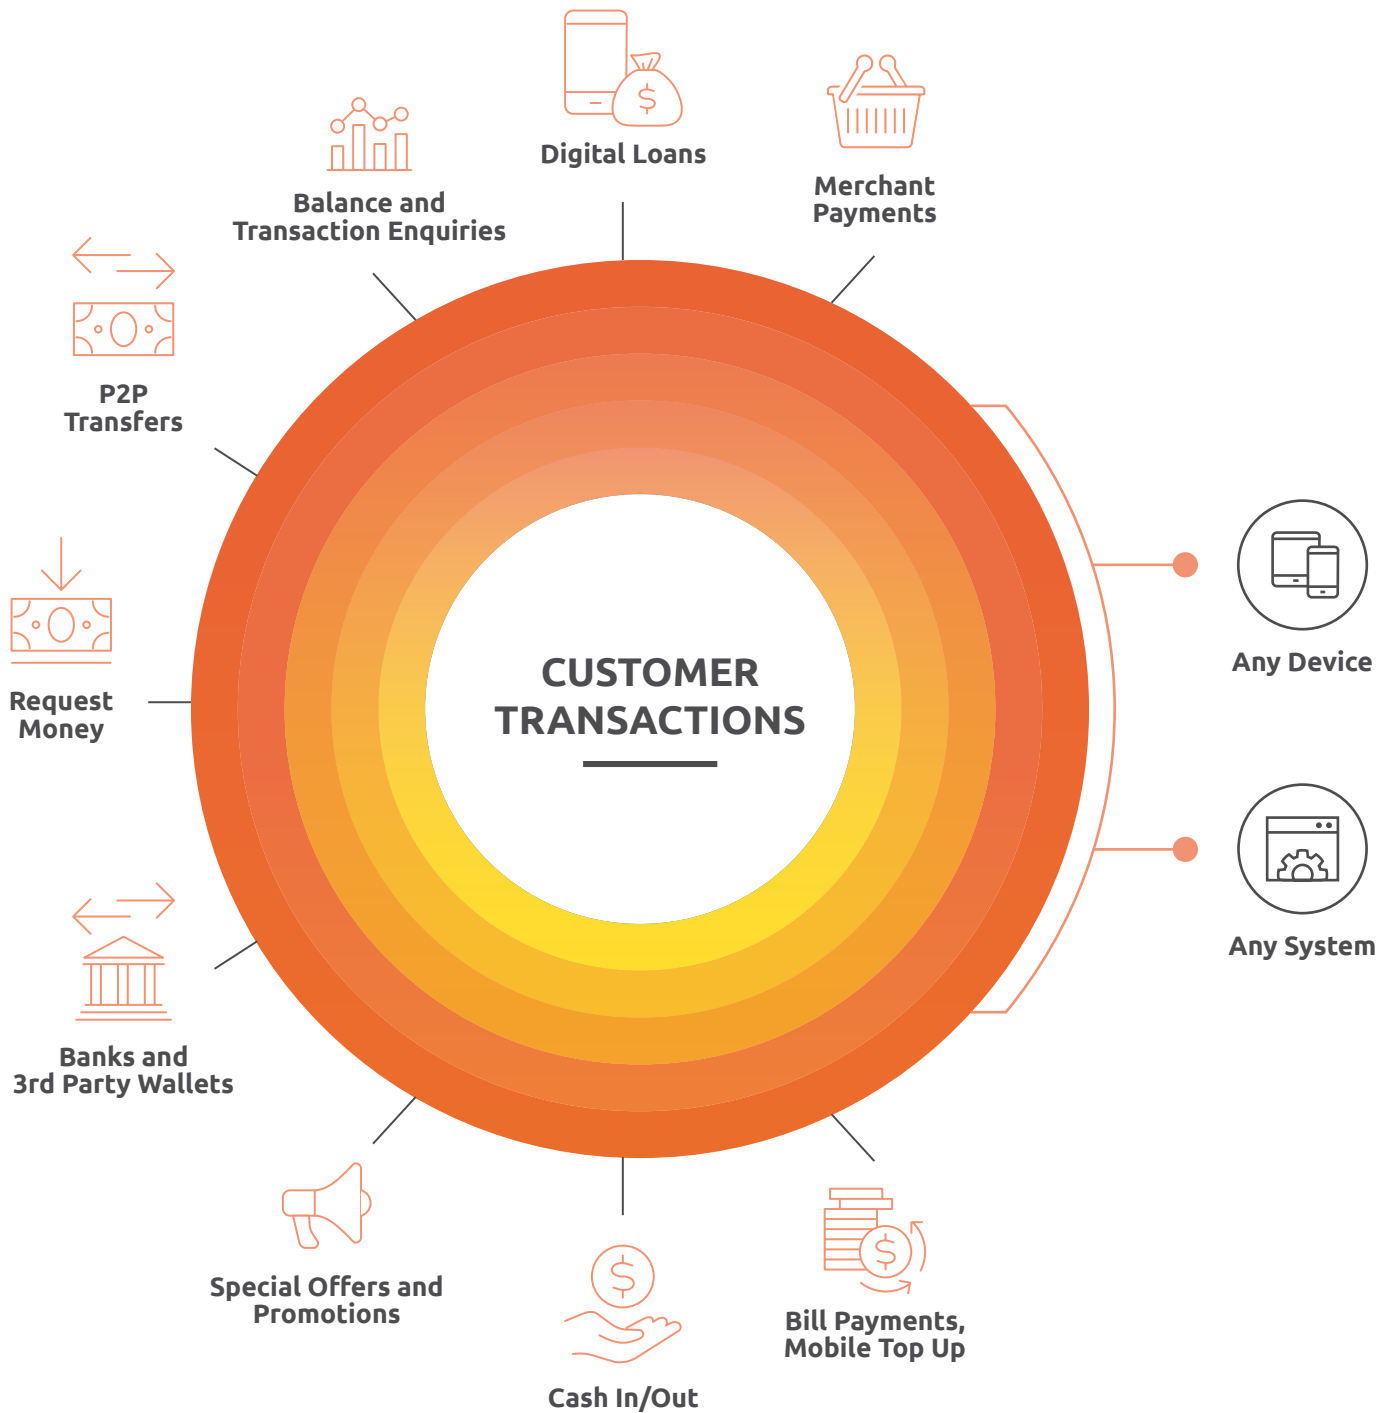 Digital Loans
Merchant
Payments
Balance and
Transaction Enquiries
P2P
Transfers
CUSTOMER
TRANSACTIONS
Any Device
Request
Money
Any System
Banks and
3rd Party Wallets
Special Offers and
Promotions
Bill Payments,
Mobile Top Up
Cash In/Out